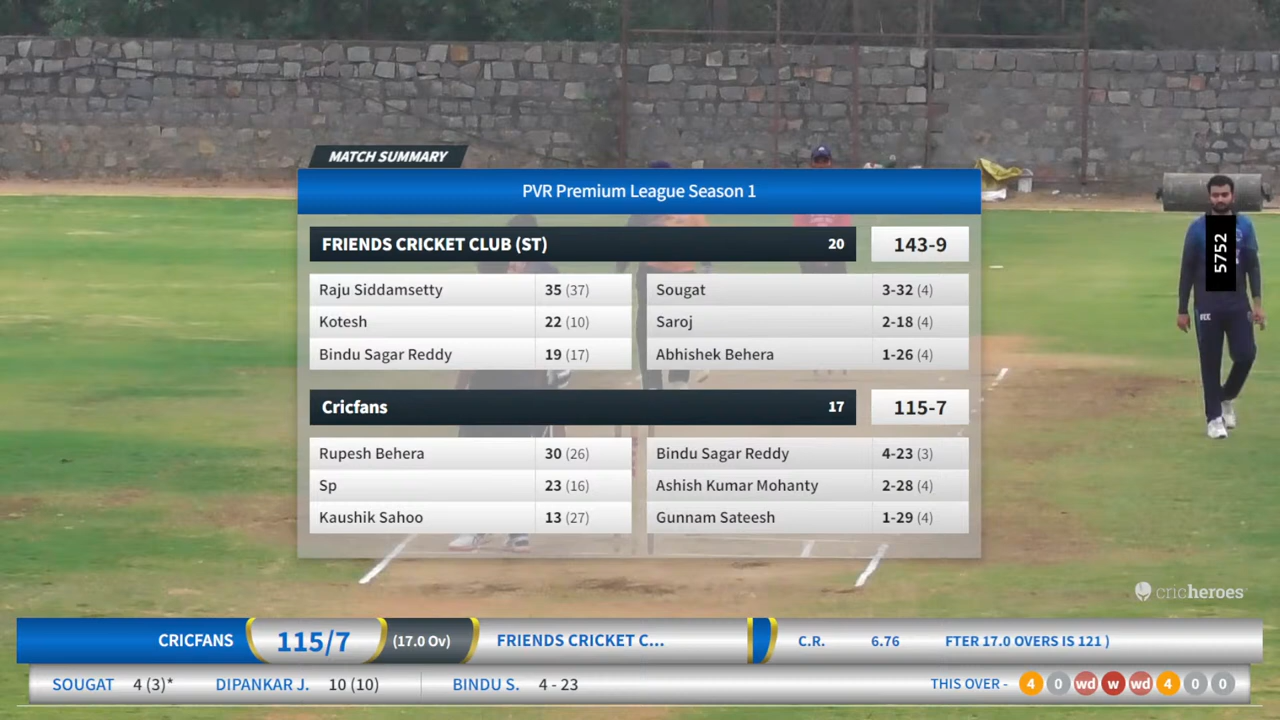 MATCH SUMMARY
PVR Premium League Season 1
FRIENDS CRICKET CLUB (ST) 20 143-9
Raju Siddamsetty 35 (37) Sougat 3-32 (4)
Kotesh 22 (10) Saroj 2-18 (4)
Bindu Sagar Reddy 19 (17) Abhishek Behera 1-26 (4)
Cricfans 17 115-7
Rupesh Behera 30 (26) Bindu Sagar Reddy 4-23 (3)
Sp 23 (16) Ashish Kumar Mohanty 2-28 (4)
Kaushik Sahoo 13 (27) Gunnam Sateesh 1-29 (4)
5752
cricheroes
CRICFANS 115/7 (17.0 Ov) FRIENDS CRICKET C... C.R. 6.76 FTER 17.0 OVERS IS 121 )
SOUGAT 4 (3)* DIPANKAR J. 10 (10) BINDU S. 4 - 23 THIS OVER - 4 0 wd w wd 4 0 0